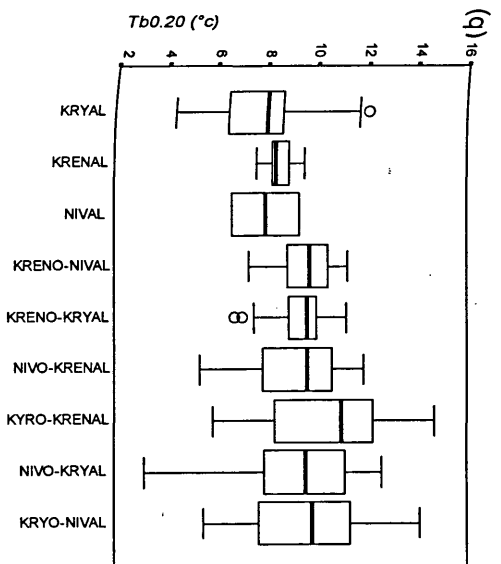 Tb0.20 (°c)
(b)
2 4 6 8 10 12 14 16
KRYAL
KRENAL
NIVAL
KRENO-NIVAL
KRENO-KRYAL
NIVO-KRENAL
KYRO-KRENAL
NIVO-KRYAL
KRYO-NIVAL